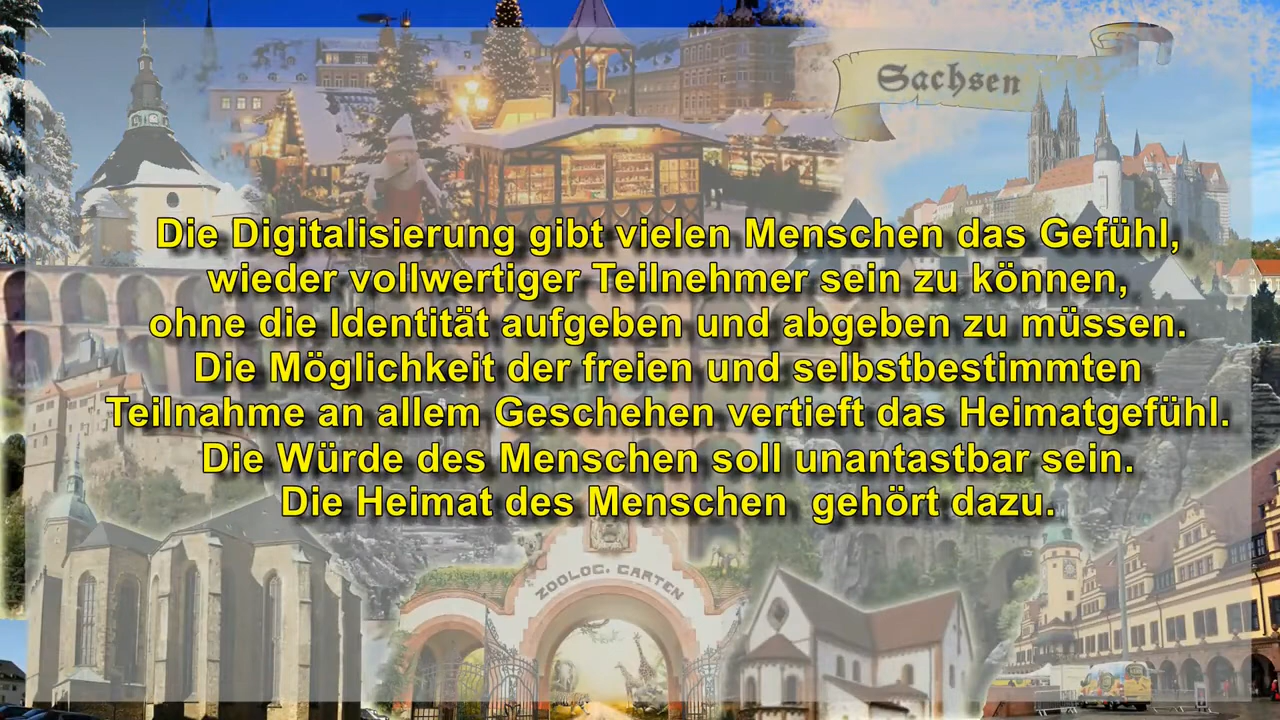 Sachsen
Die Digitalisierung gibt vielen Menschen das Gefühl,
wieder vollwertiger Teilnehmer sein zu können,
ohne die Identität aufgeben und abgeben zu müssen.
Die Möglichkeit der freien und selbstbestimmten
Teilnahme an allem Geschehen vertieft das Heimatgefühl.
Die Würde des Menschen soll unantastbar sein.
Die Heimat des Menschen  gehört dazu.
ZOOLOG. GARTEN